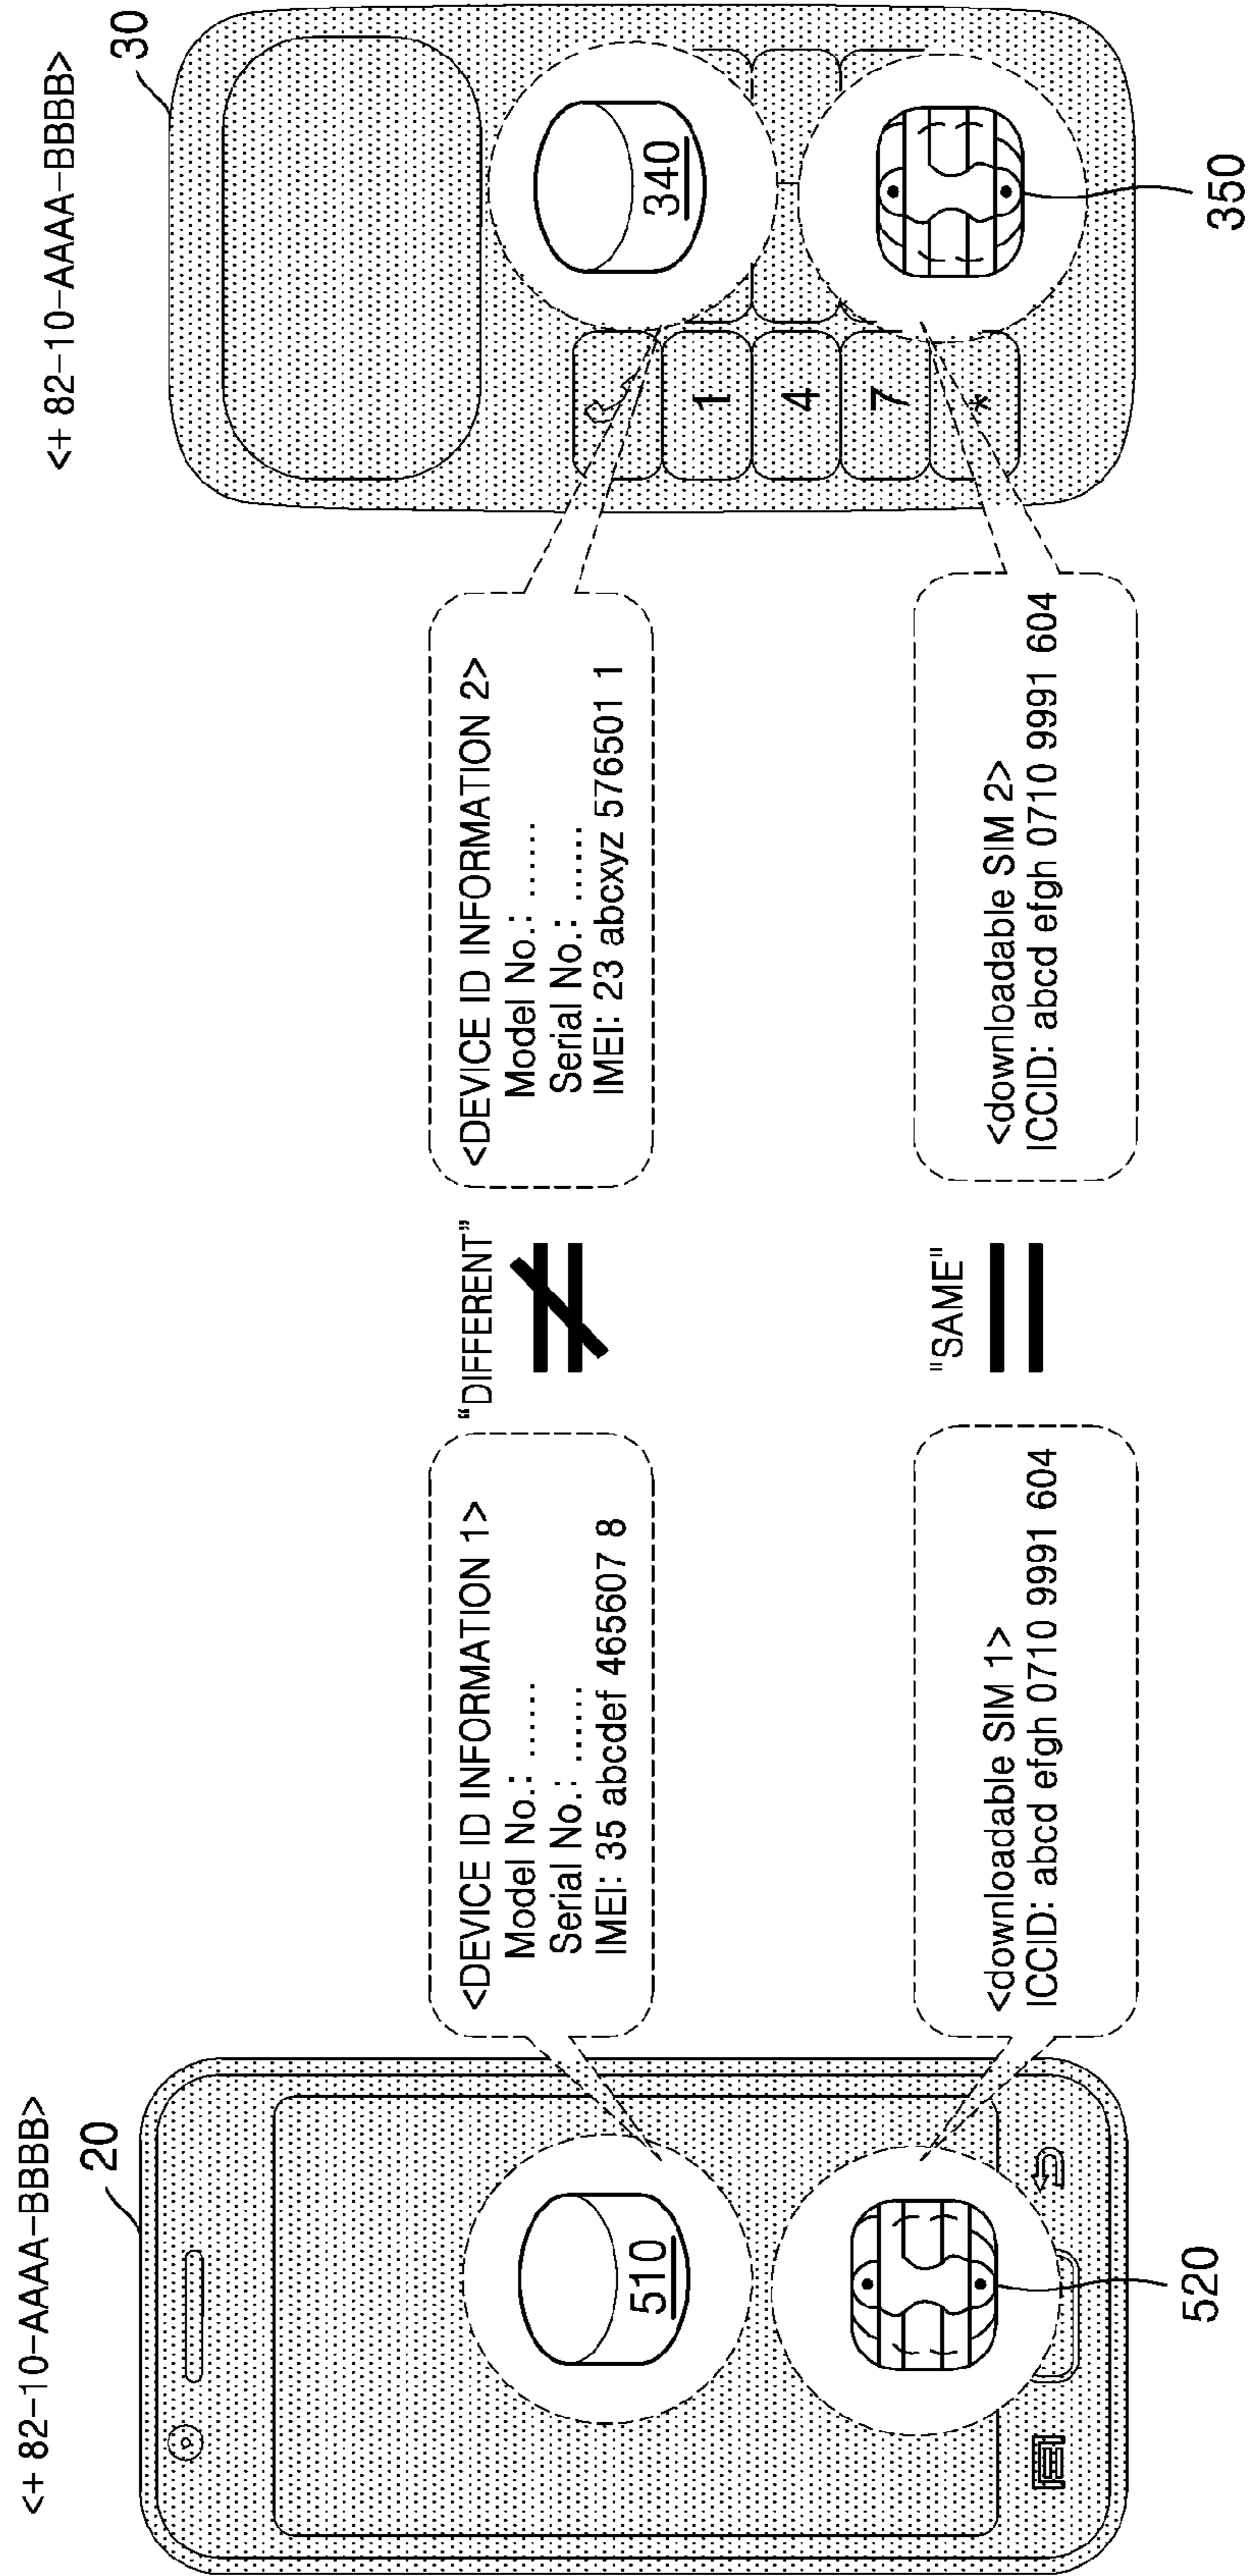 <+ 82-10-AAAA-BBBB>
20
510
520
<DEVICE ID INFORMATION 1>
Model No.: ......
Serial No.: ......
IMEI: 35 abcdef 465607 8
<downloadable SIM 1>
ICCID: abcd efgh 0710 9991 604
"DIFFERENT"
"SAME"
<DEVICE ID INFORMATION 2>
Model No.: ......
Serial No.: ......
IMEI: 23 abcxyz 576501 1
<downloadable SIM 2>
ICCID: abcd efgh 0710 9991 604
<+ 82-10-AAAA-BBBB>
30
340
1
4
7
*
350